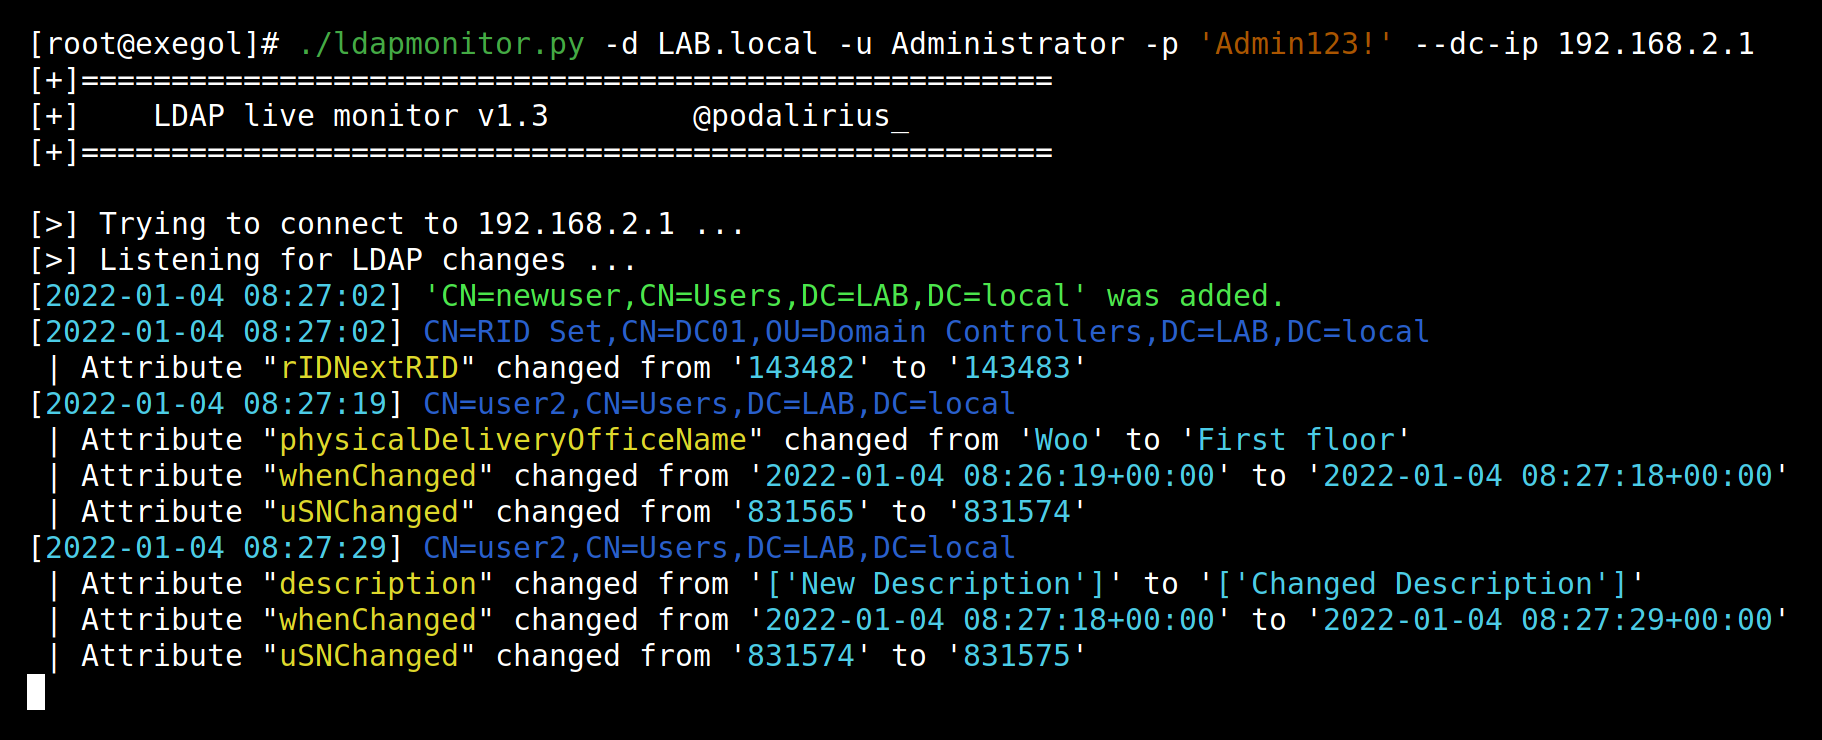 [root@exegol]# ./ldapmonitor.py -d LAB.local -u Administrator -p 'Admin123!' --dc-ip 192.168.2.1
[+]======================================================
[+]    LDAP live monitor v1.3        @podalirius_
[+]======================================================

[>] Trying to connect to 192.168.2.1 ...
[>] Listening for LDAP changes ...
[2022-01-04 08:27:02] 'CN=newuser,CN=Users,DC=LAB,DC=local' was added.
[2022-01-04 08:27:02] CN=RID Set,CN=DC01,OU=Domain Controllers,DC=LAB,DC=local
 | Attribute "rIDNextRID" changed from '143482' to '143483'
[2022-01-04 08:27:19] CN=user2,CN=Users,DC=LAB,DC=local
 | Attribute "physicalDeliveryOfficeName" changed from 'Woo' to 'First floor'
 | Attribute "whenChanged" changed from '2022-01-04 08:26:19+00:00' to '2022-01-04 08:27:18+00:00'
 | Attribute "uSNChanged" changed from '831565' to '831574'
[2022-01-04 08:27:29] CN=user2,CN=Users,DC=LAB,DC=local
 | Attribute "description" changed from '['New Description']' to '['Changed Description']'
 | Attribute "whenChanged" changed from '2022-01-04 08:27:18+00:00' to '2022-01-04 08:27:29+00:00'
 | Attribute "uSNChanged" changed from '831574' to '831575'